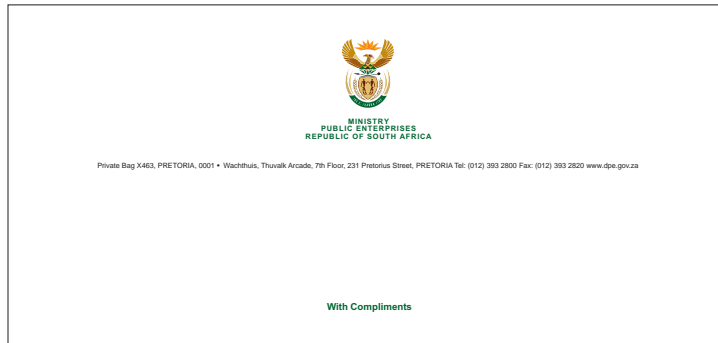 MINISTRY
PUBLIC ENTERPRISES
REPUBLIC OF SOUTH AFRICA
Private Bag X463, PRETORIA, 0001 • Wachthuis, Thuvalk Arcade, 7th Floor, 231 Pretorius Street, PRETORIA Tel: (012) 393 2800 Fax: (012) 393 2820 www.dpe.gov.za
With Compliments